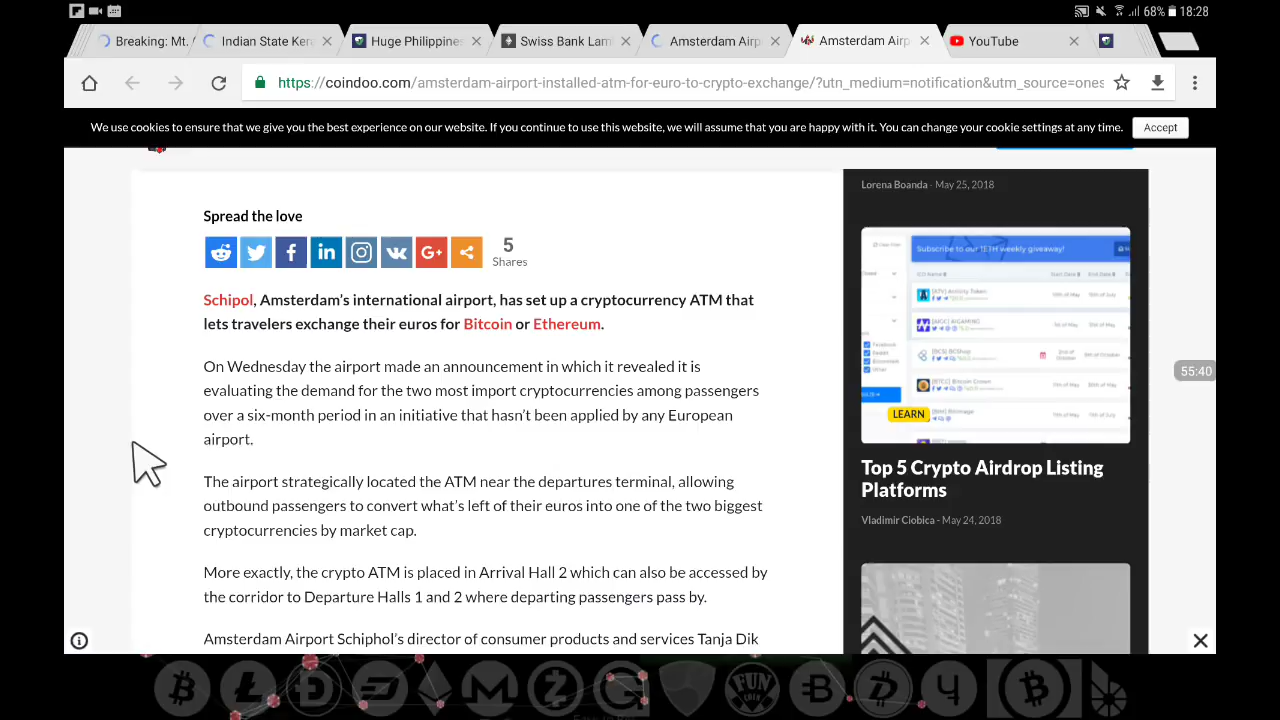 68% 18:28
Breaking: Mt. /
Indian State Ker
Huge Philippines
Swiss Bank Lam
Amsterdam Airp
Amsterdam Airp
YouTube
https://coindoo.com/amsterdam-airport-installed-atm-for-euro-to-crypto-exchange/?utn_medium=notification&utm_source=ones
We use cookies to ensure that we give you the best experience on our website. If you continue to use this website, we will assume that you are happy with it. You can change your cookie settings at any time. Accept
Spread the love
5
Shares
Schipol, Amsterdam's international airport, has set up a cryptocurrency ATM that
lets travelers exchange their euros for Bitcoin or Ethereum.
On Wednesday the airport made an announcement in which it revealed it is
evaluating the demand for the two most import cryptocurrencies among passengers
over a six-month period in an initiative that hasn't been applied by any European
airport.
The airport strategically located the ATM near the departures terminal, allowing
outbound passengers to convert what's left of their euros into one of the two biggest
cryptocurrencies by market cap.
More exactly, the crypto ATM is placed in Arrival Hall 2 which can also be accessed by
the corridor to Departure Halls 1 and 2 where departing passengers pass by.
Amsterdam Airport Schiphol's director of consumer products and services Tanja Dik
Lorena Boanda - May 25, 2018
Subscribe to our 1ETH weekly giveaway!
LEARN
Top 5 Crypto Airdrop Listing
Platforms
Vladimir Ciobica - May 24, 2018
55:40
FUN